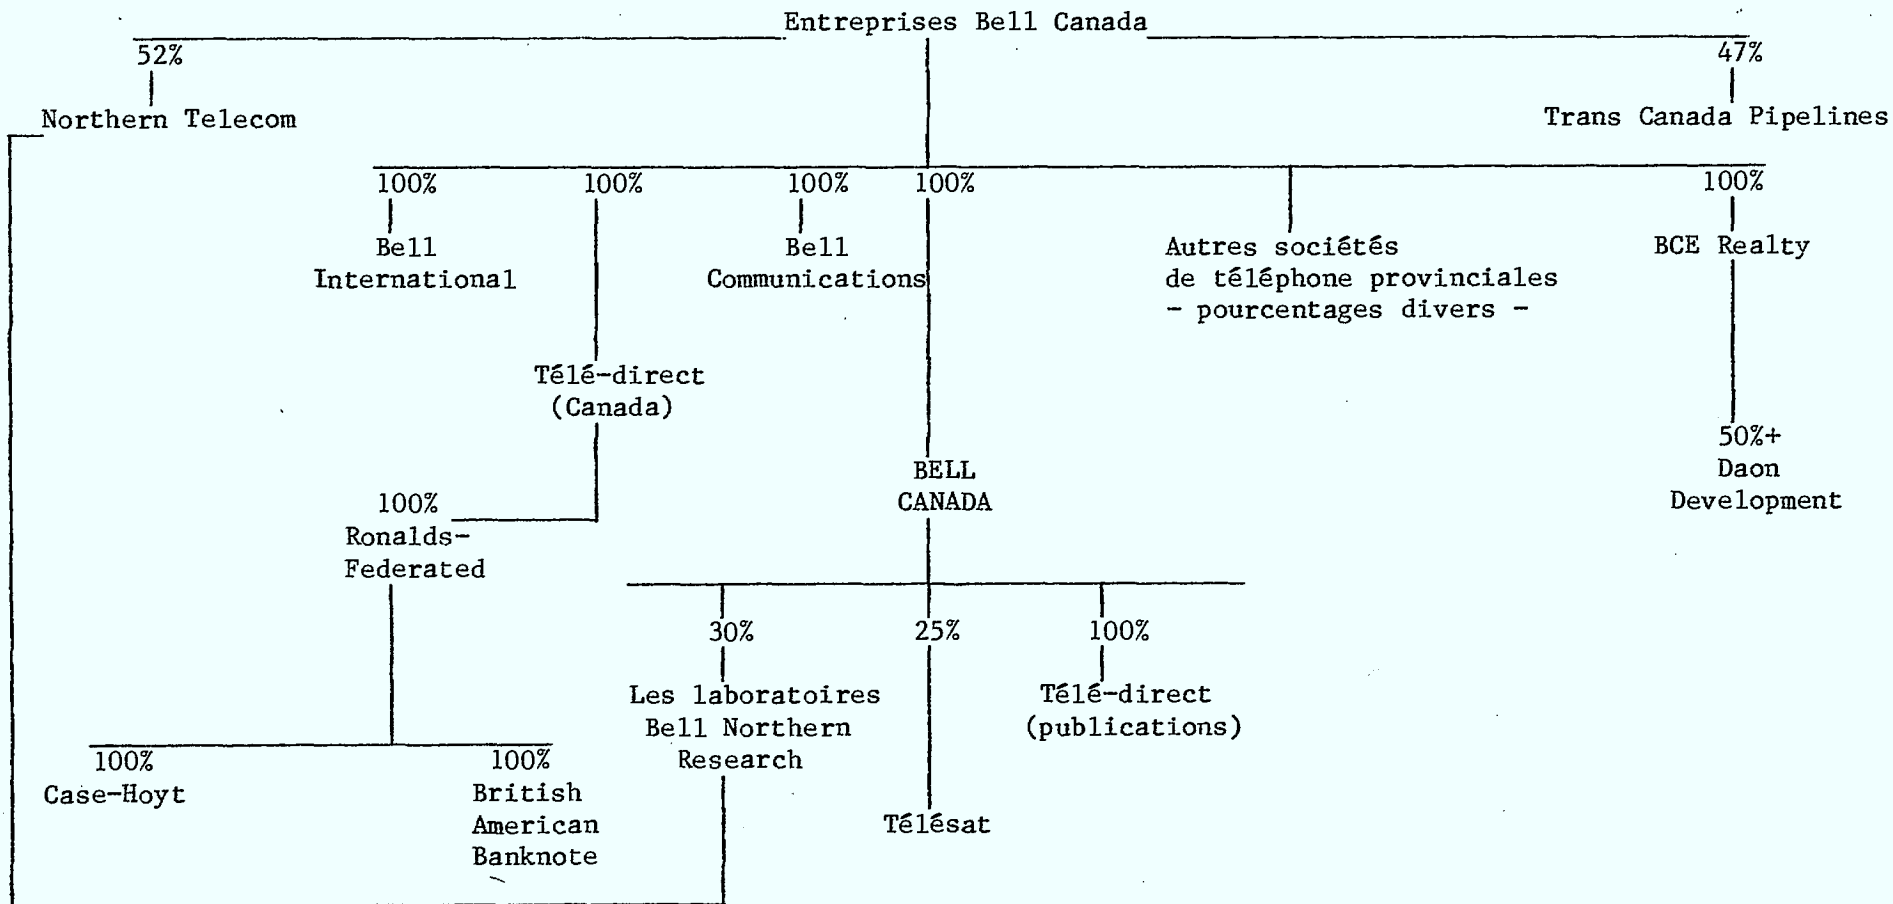 Entreprises Bell Canada
52%
47%
Northern Telecom
Trans Canada Pipelines
100%
100%
100%
100%
100%
Bell
International
Bell
Communications
Autres sociétés
de téléphone provinciales
- pourcentages divers -
BCE Realty
Télé-direct
(Canada)
50%+
Daon
Development
BELL
CANADA
100%
Ronalds-
Federated
30%
25%
100%
Les laboratoires
Bell Northern
Research
Télé-direct
(publications)
Télésat
100%
Case-Hoyt
100%
British
American
Banknote